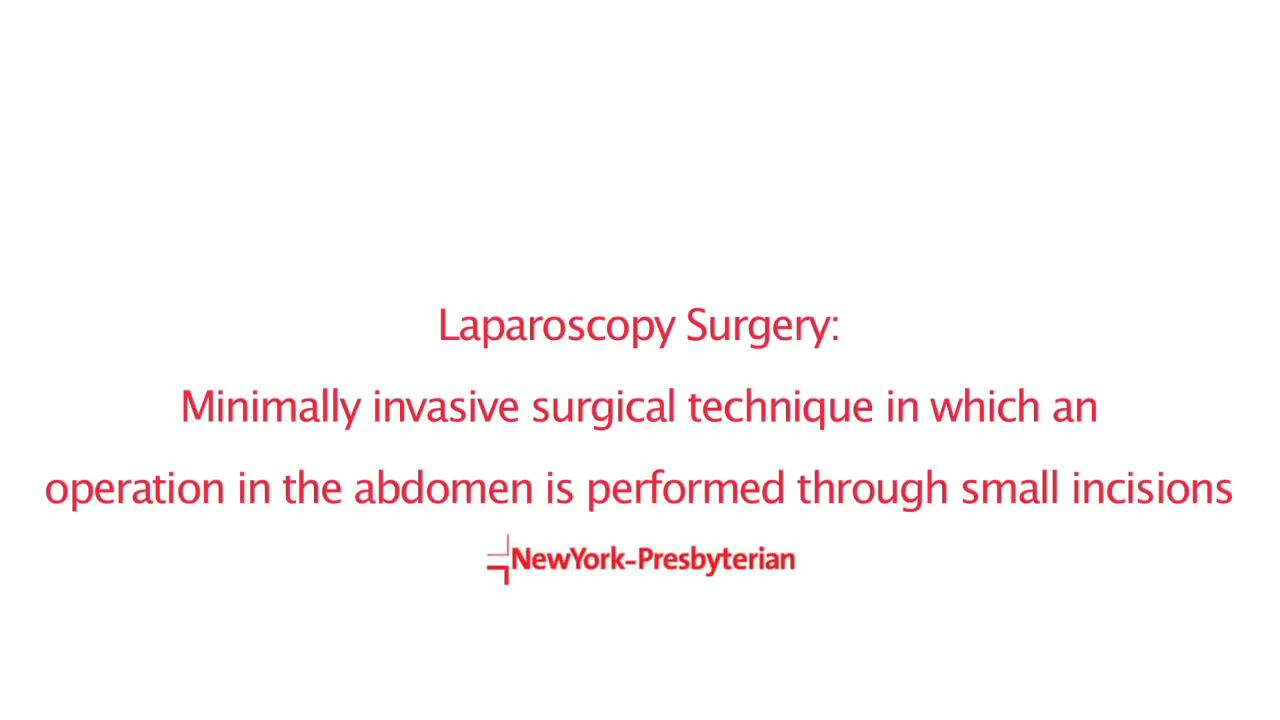 Laparoscopy Surgery:
Minimally invasive surgical technique in which an
operation in the abdomen is performed through small incisions
NewYork-Presbyterian